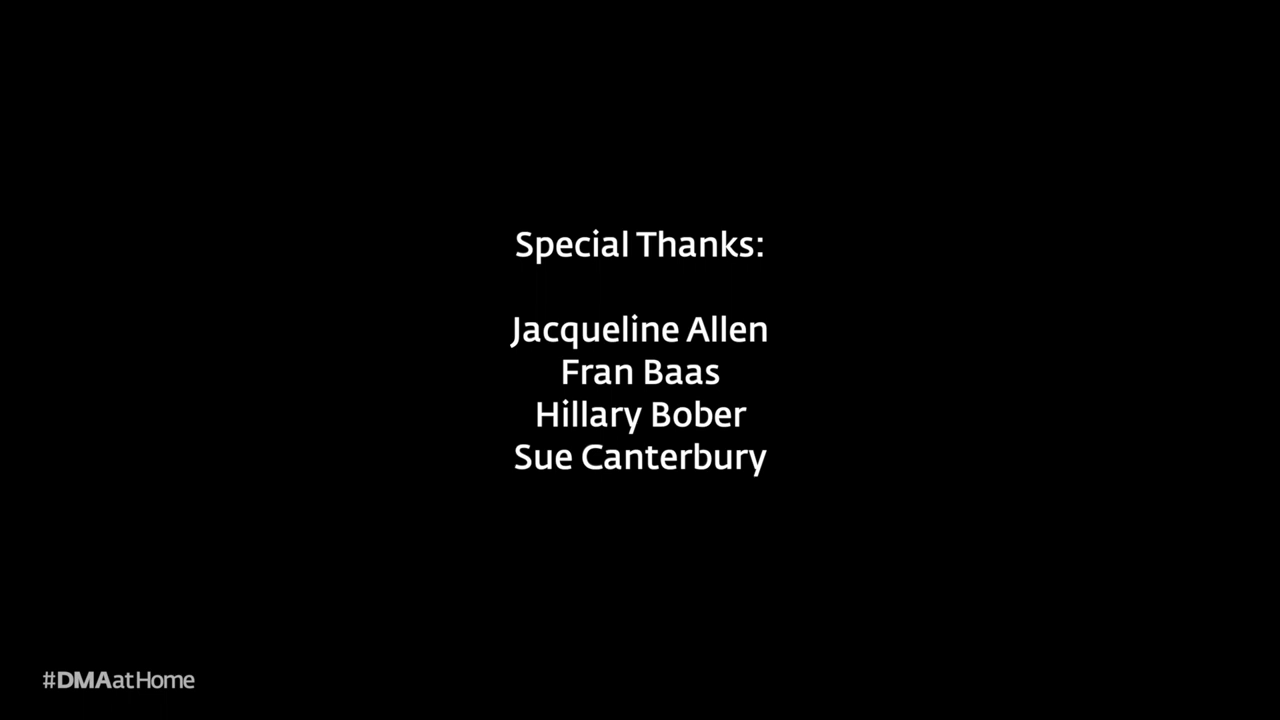 Special Thanks:
Jacqueline Allen
Fran Baas
Hillary Bober
Sue Canterbury
#DMAatHome